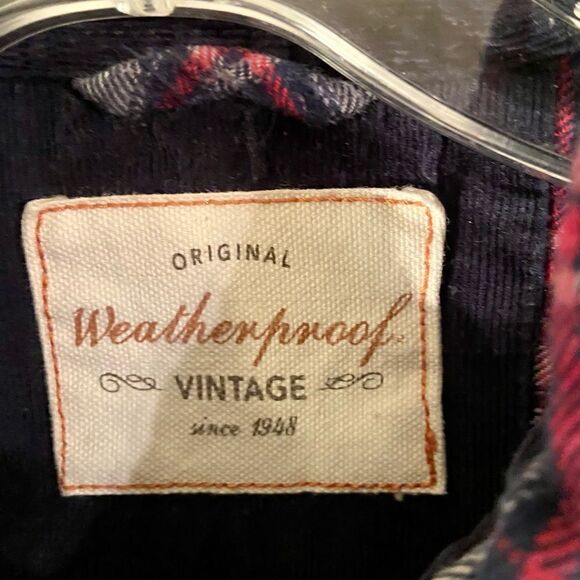 ORIGINAL
Weatherproof
VINTAGE
since 1948